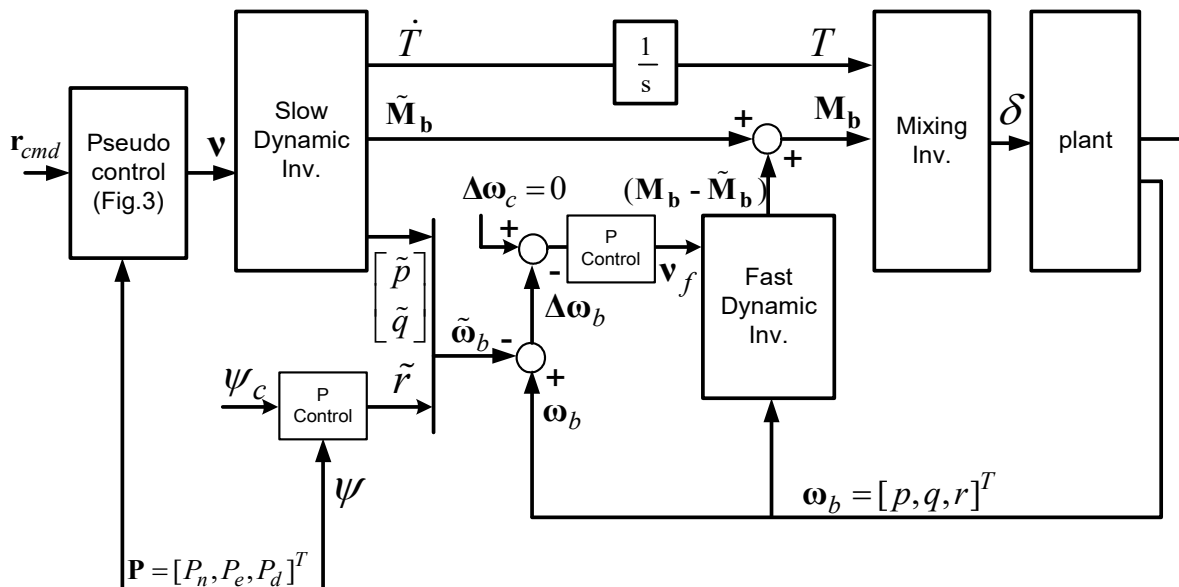 Ṫ
1
s
T
r_cmd
Pseudo
control
(Fig.3)
ν
Slow
Dynamic
Inv.
M̃_b
+
+
M_b
Mixing
Inv.
δ
plant
Δω_c = 0
(M_b - M̃_b)
+
-
P
Control
ν_f
Fast
Dynamic
Inv.
[p̃
q̃]
Δω_b
ω̃_b
-
+
ψ_c
P
Control
r̃
ω_b
ψ
ω_b = [p, q, r]^T
P = [P_n, P_e, P_d]^T